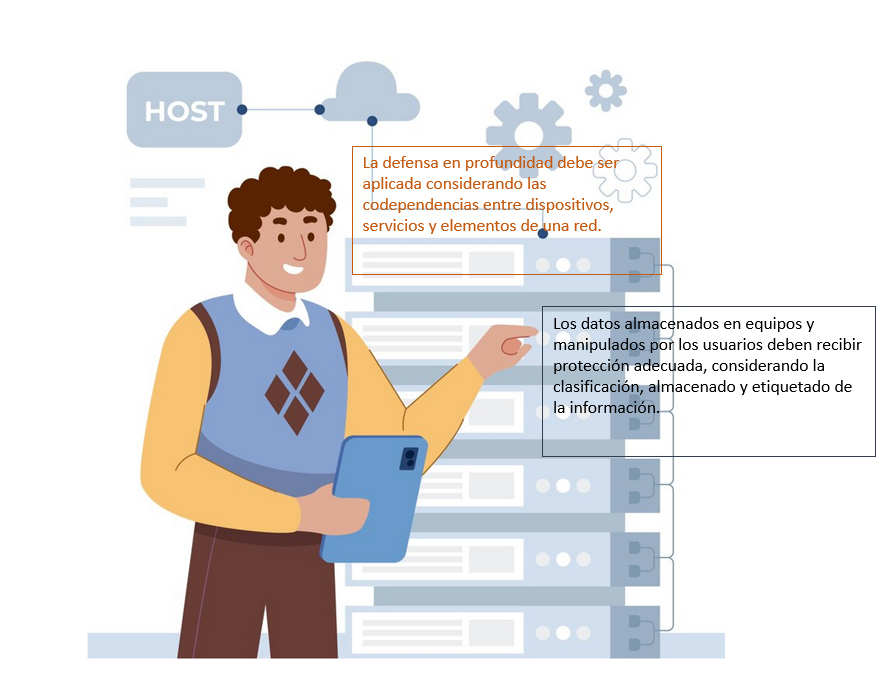 HOST
La defensa en profundidad debe ser
aplicada considerando las
codependencias entre dispositivos,
servicios y elementos de una red.
Los datos almacenados en equipos y
manipulados por los usuarios deben recibir
protección adecuada, considerando la
clasificación, almacenado y etiquetado de
la información.